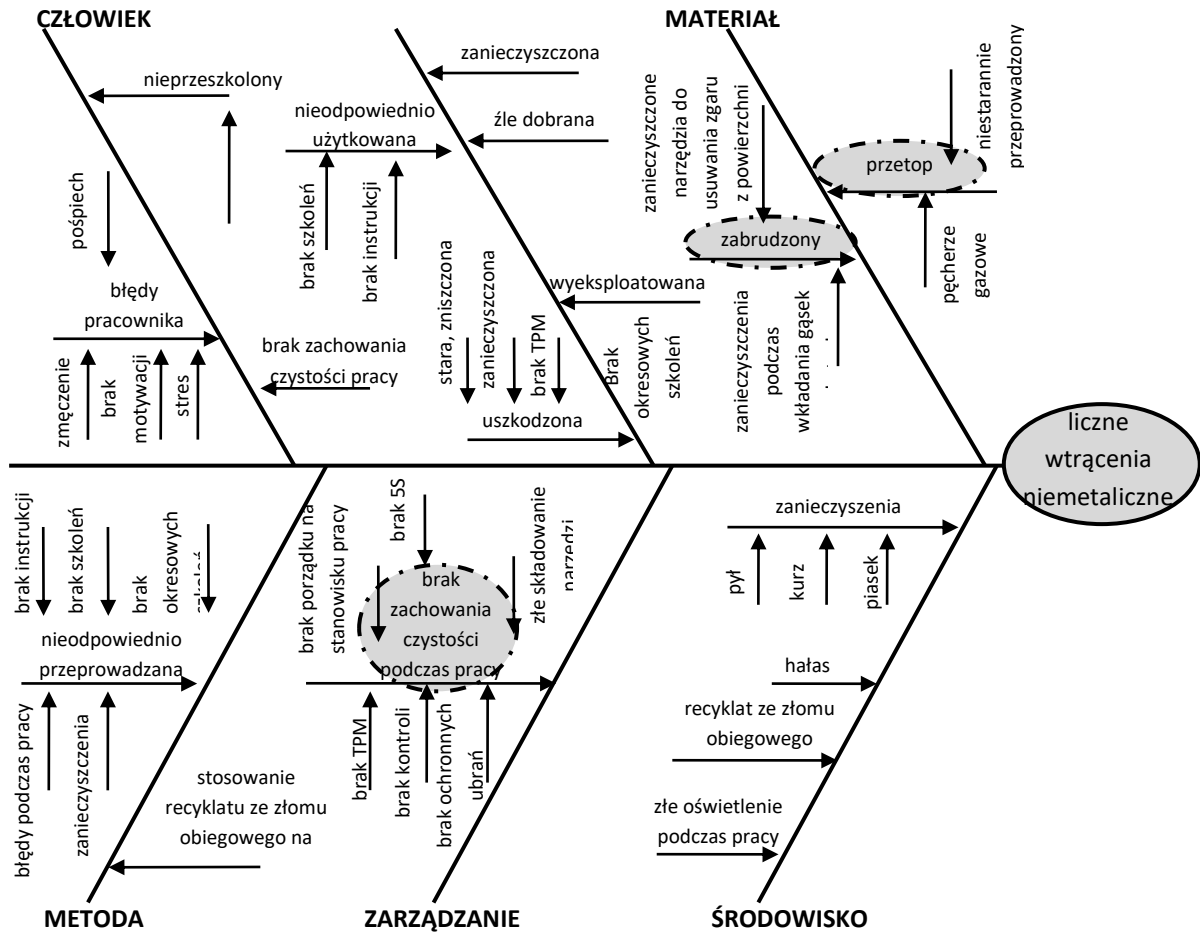 CZŁOWIEK
nieprzeszkolony
pośpiech
błędy
pracownika
zmęczenie
brak
motywacji
stres
brak zachowania
czystości pracy
zanieczyszczona
nieodpowiednio
użytkowana
źle dobrana
brak szkoleń
brak instrukcji
wyeksploatowana
stara, zniszczona
zanieczyszczona
brak TPM
Brak
okresowych
szkoleń
uszkodzona
MATERIAŁ
zanieczyszczone
narzędzia do
usuwania zgaru
z powierzchni
niestarannie
przeprowadzony
przetop
zabrudzony
pęcherze
gazowe
zanieczyszczenia
podczas
wkładania gąsek
liczne
wtrącenia
niemetaliczne
brak instrukcji
brak szkoleń
brak
okresowych
nieodpowiednio
przeprowadzana
błędy podczas pracy
zanieczyszczenia
stosowanie
recyklatu ze złomu
obiegowego na
METODA
brak porządku na
stanowisku pracy
brak 5S
złe składowanie
narzędzi
brak
zachowania
czystości
podczas pracy
brak TPM
brak kontroli
brak ochronnych
ubrań
ZARZĄDZANIE
zanieczyszenia
pył
kurz
piasek
hałas
recyklat ze złomu
obiegowego
złe oświetlenie
podczas pracy
ŚRODOWISKO